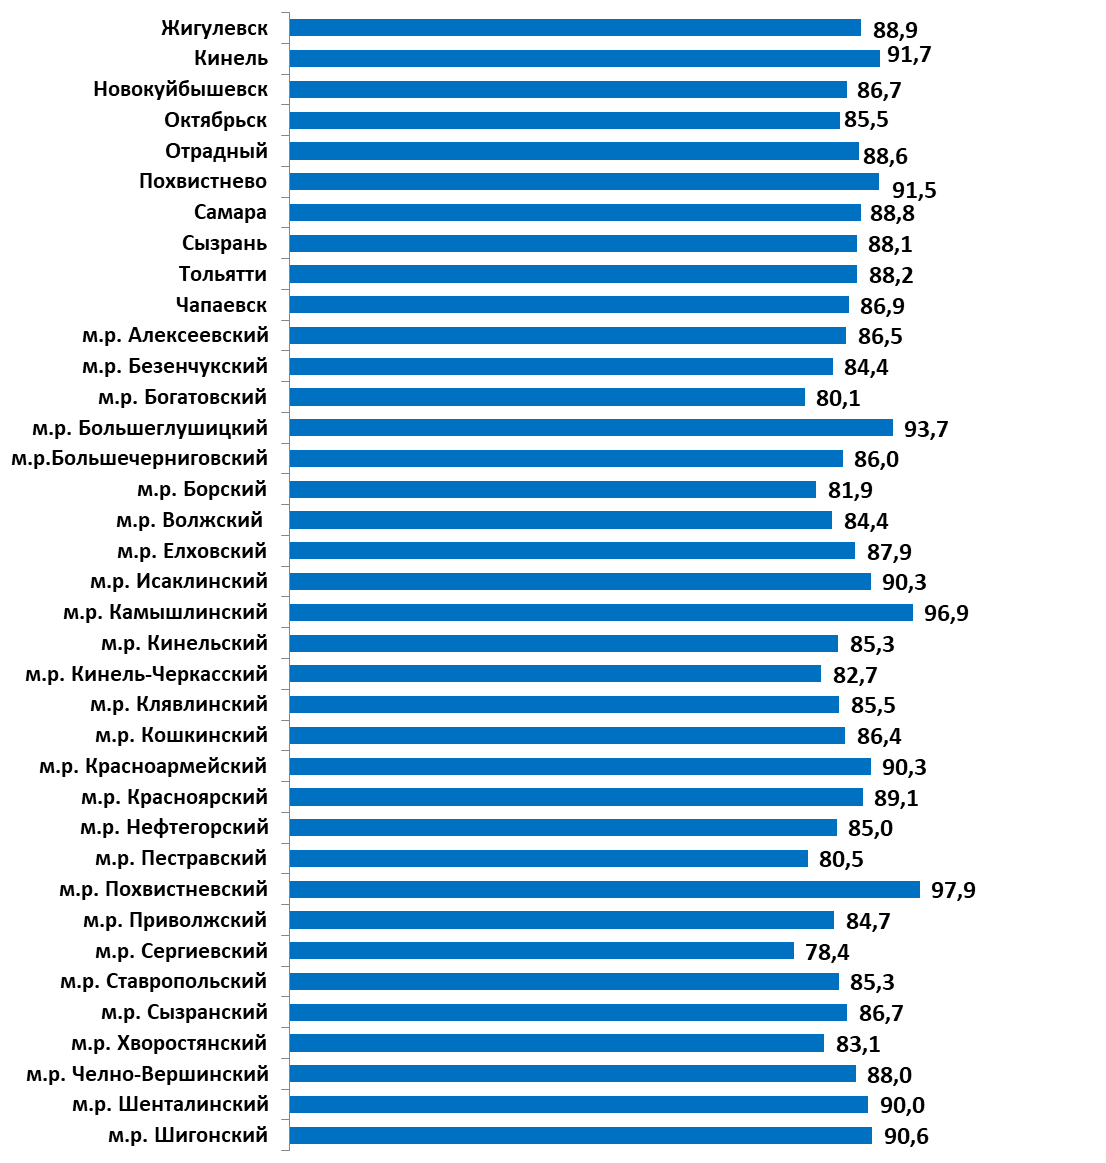 Жигулевск 88,9
Кинель 91,7
Новокуйбышевск 86,7
Октябрьск 85,5
Отрадный 88,6
Похвистнево 91,5
Самара 88,8
Сызрань 88,1
Тольятти 88,2
Чапаевск 86,9
м.р. Алексеевский 86,5
м.р. Безенчукский 84,4
м.р. Богатовский 80,1
м.р. Большеглушицкий 93,7
м.р.Большечерниговский 86,0
м.р. Борский 81,9
м.р. Волжский 84,4
м.р. Елховский 87,9
м.р. Исаклинский 90,3
м.р. Камышлинский 96,9
м.р. Кинельский 85,3
м.р. Кинель-Черкасский 82,7
м.р. Клявлинский 85,5
м.р. Кошкинский 86,4
м.р. Красноармейский 90,3
м.р. Красноярский 89,1
м.р. Нефтегорский 85,0
м.р. Пестравский 80,5
м.р. Похвистневский 97,9
м.р. Приволжский 84,7
м.р. Сергиевский 78,4
м.р. Ставропольский 85,3
м.р. Сызранский 86,7
м.р. Хворостянский 83,1
м.р. Челно-Вершинский 88,0
м.р. Шенталинский 90,0
м.р. Шигонский 90,6